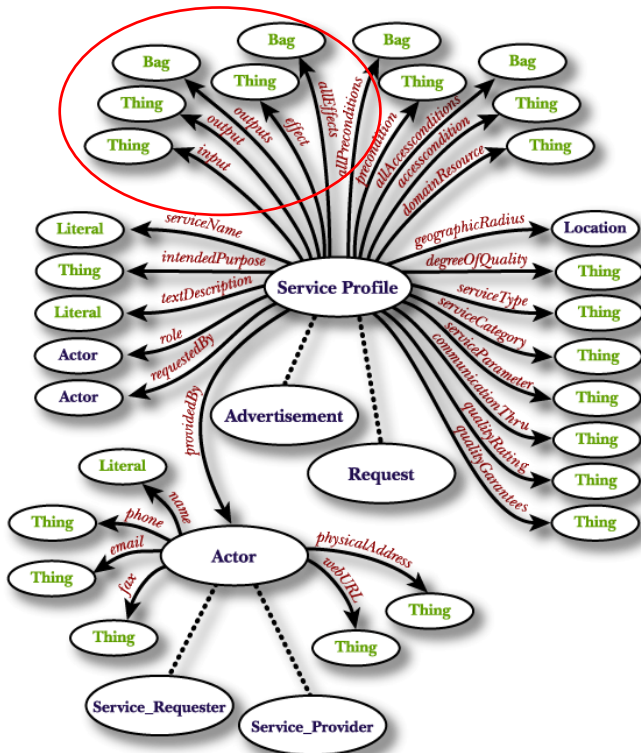 Bag
Bag
Bag
Thing
Thing
Bag
Thing
Thing
Thing
Thing
input
output
outputs
effect
allEffects
allPreconditions
precondition
allAccessconditions
accesscondition
domainResource
Literal
serviceName
geographicRadius
Location
Thing
intendedPurpose
degreeOfQuality
Thing
Service Profile
Literal
textDescription
serviceType
Thing
Actor
role
serviceCategory
Thing
Actor
requestedBy
serviceParameter
Thing
providedBy
communicationThru
Thing
qualityRating
Thing
qualityGarantees
Thing
Advertisement
Request
Literal
name
Thing
phone
Thing
email
fax
Thing
Actor
physicalAddress
Thing
webURL
Thing
Service_Requester
Service_Provider